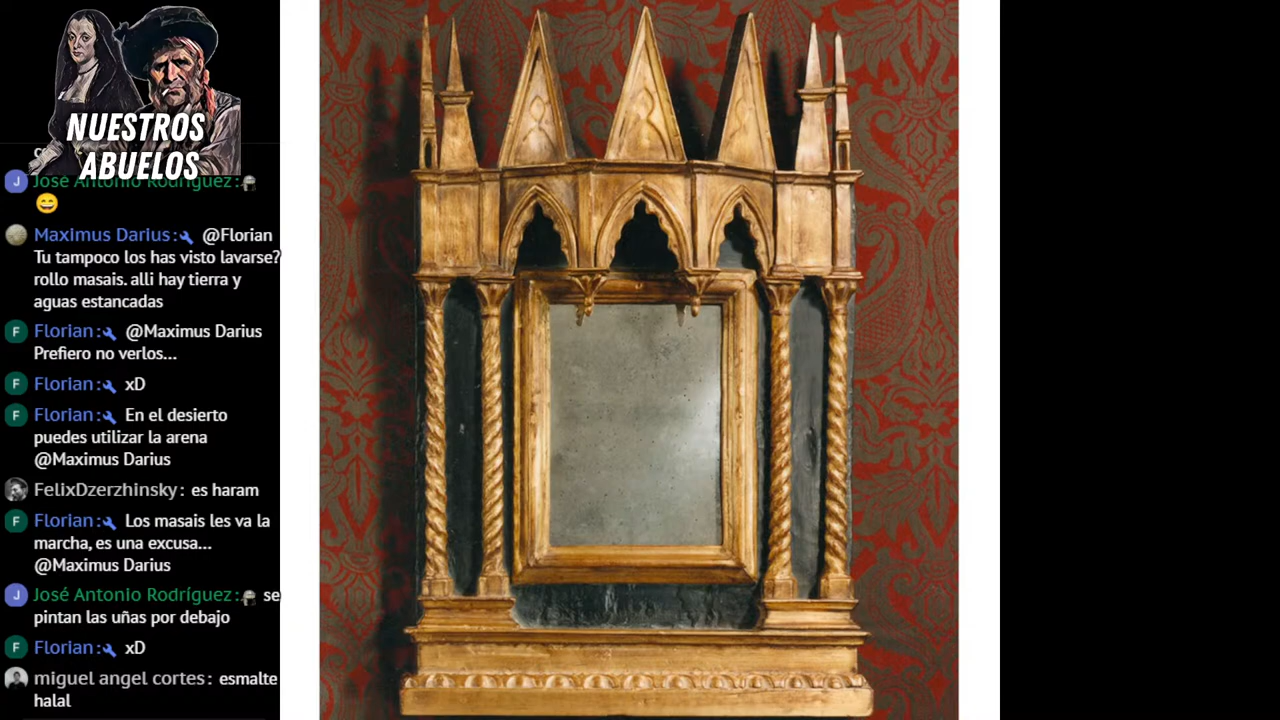 NUESTROS
ABUELOS
José Antonio Rodríguez:
😄
Maximus Darius: @Florian
Tu tampoco los has visto lavarse?
rollo masais. alli hay tierra y
aguas estancadas
Florian: @Maximus Darius
Prefiero no verlos...
Florian: xD
Florian: En el desierto
puedes utilizar la arena
@Maximus Darius
FelixDzerzhinsky: es haram
Florian: Los masais les va la
marcha, es una excusa...
@Maximus Darius
José Antonio Rodríguez: se
pintan las uñas por debajo
Florian: xD
miguel angel cortes: esmalte
halal